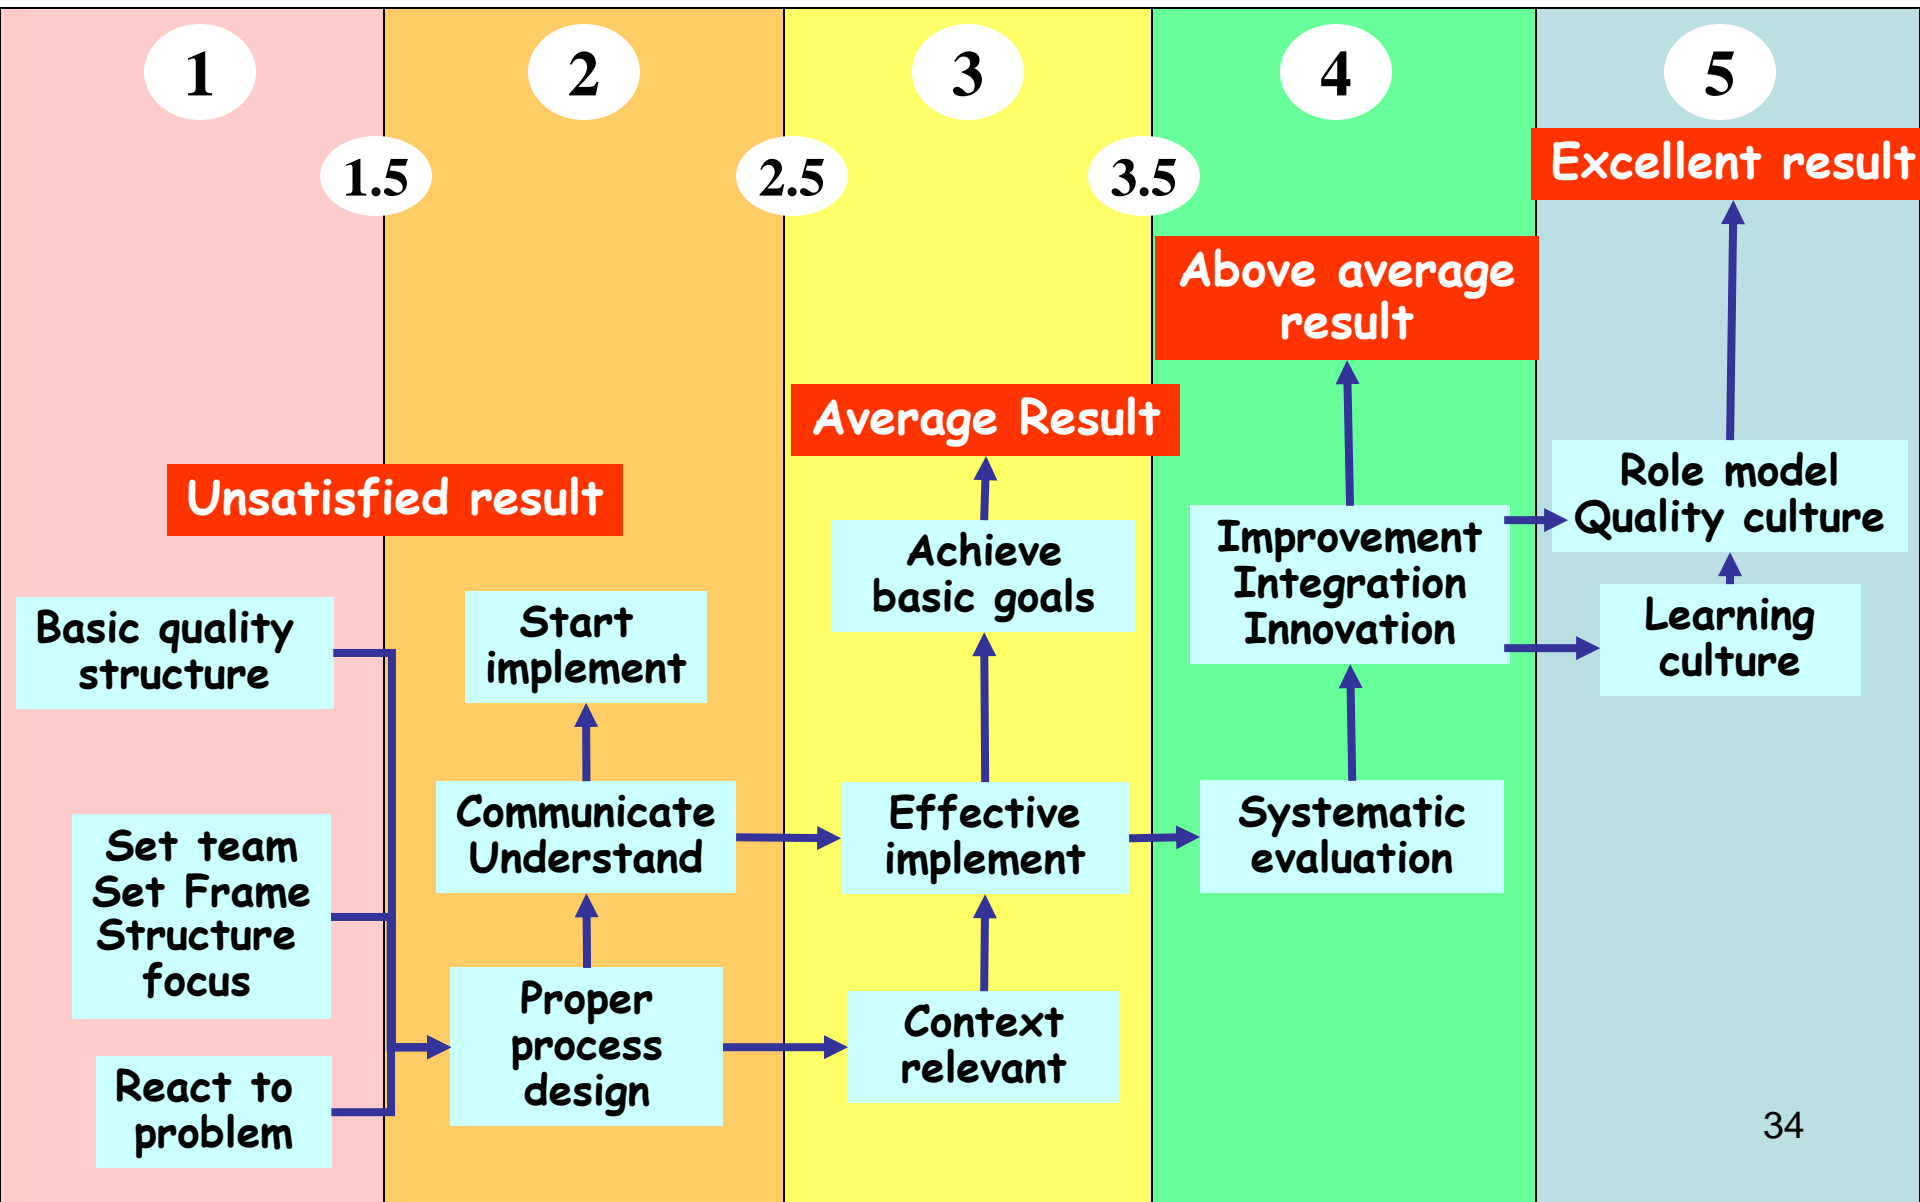 1
2
3
4
5
1.5
2.5
3.5
Excellent result
Above average
result
Average Result
Unsatisfied result
Role model
Quality culture
Improvement
Integration
Innovation
Achieve
basic goals
Start
implement
Basic quality
structure
Learning
culture
Communicate
Understand
Effective
implement
Systematic
evaluation
Set team
Set Frame
Structure
focus
Proper
process
design
Context
relevant
React to
problem
34